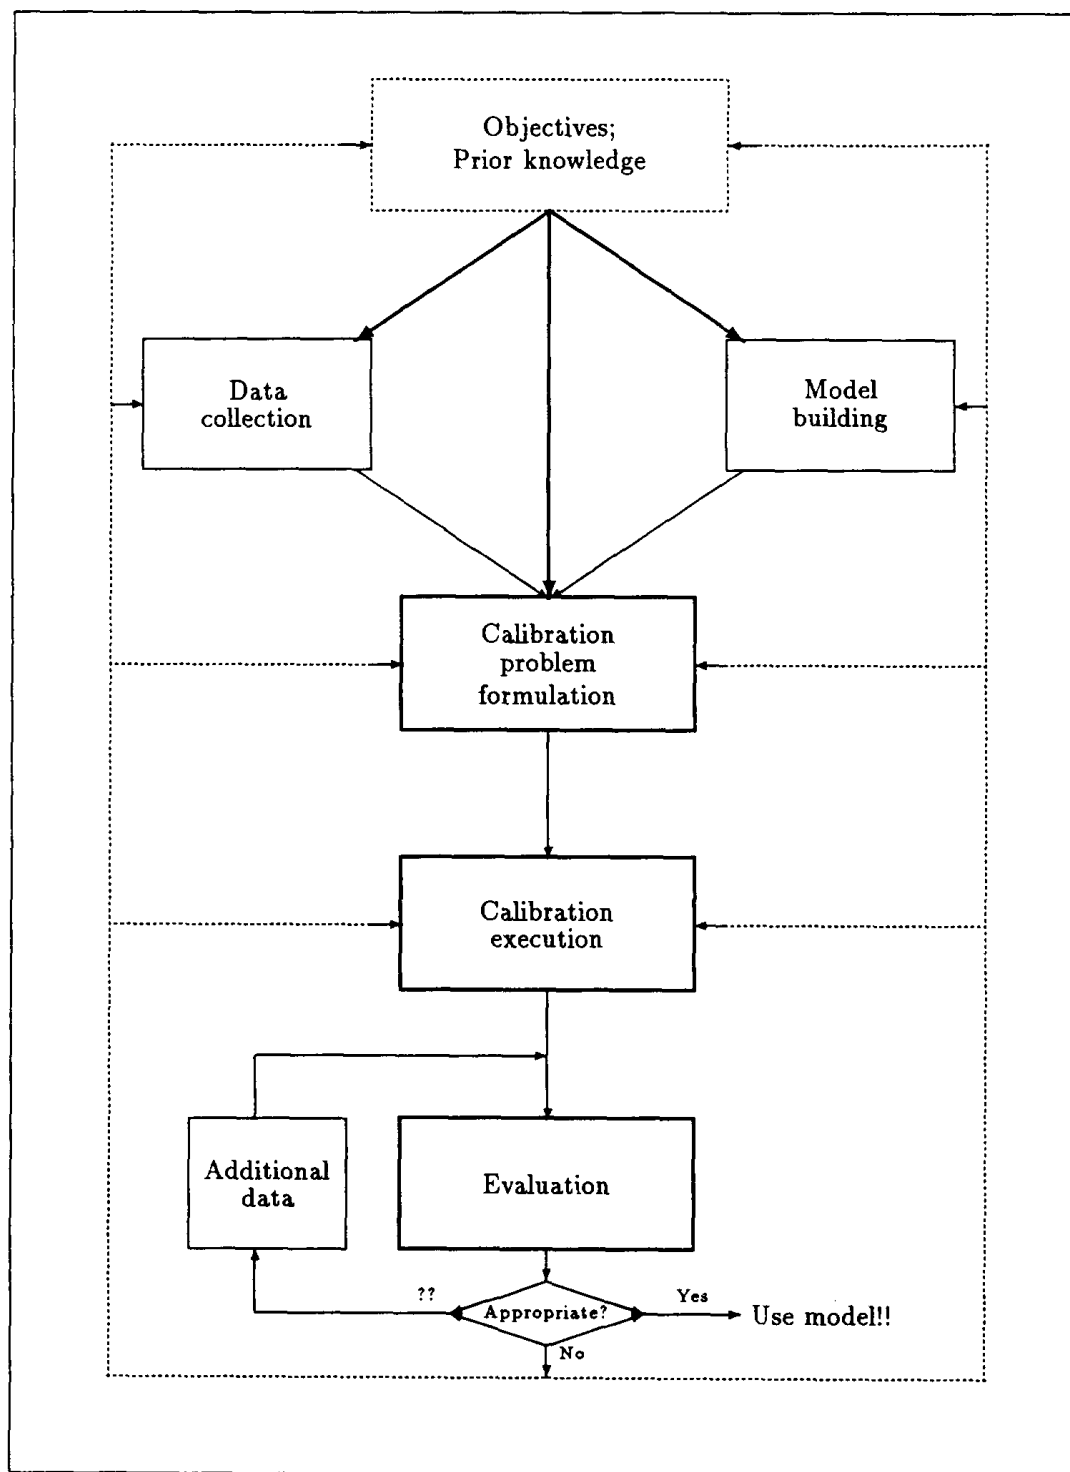 Objectives;
Prior knowledge
Data
collection
Model
building
Calibration
problem
formulation
Calibration
execution
Additional
data
Evaluation
??
Appropriate?
Yes
Use model!!
No